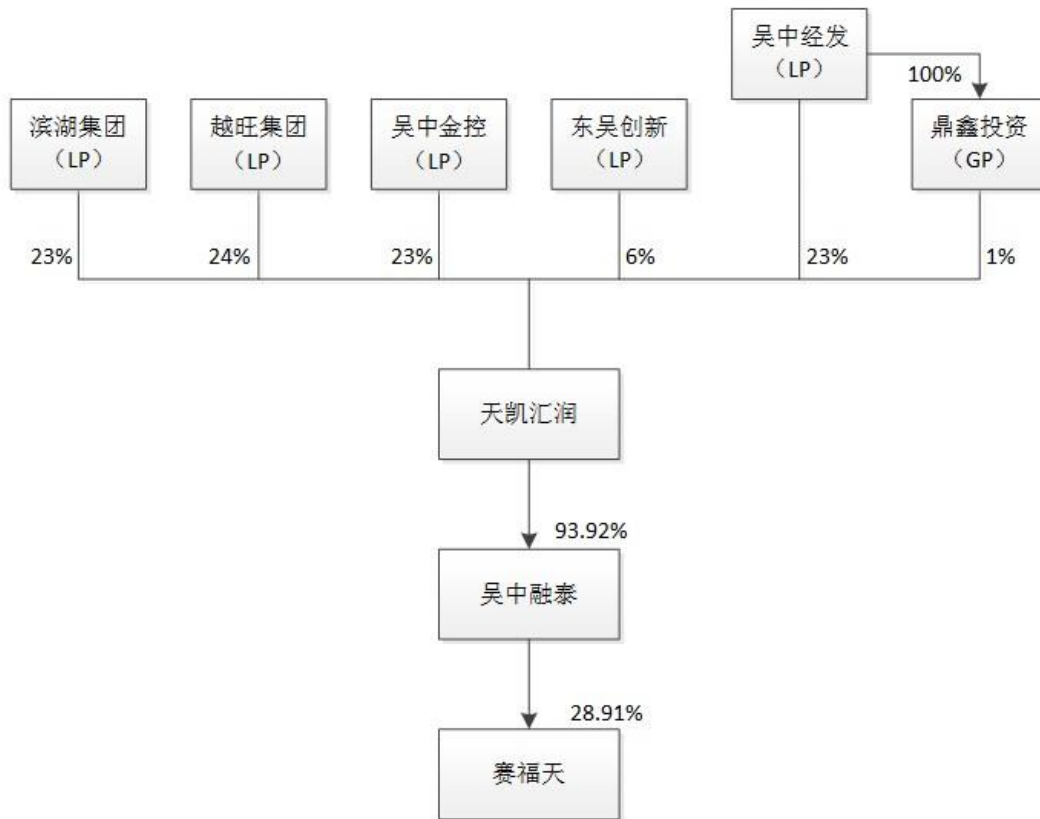 吴中经发
（LP）
100%
滨湖集团
（LP）
越旺集团
（LP）
吴中金控
（LP）
东吴创新
（LP）
鼎鑫投资
（GP）
23%
24%
23%
6%
23%
1%
天凯汇润
93.92%
吴中融泰
28.91%
赛福天